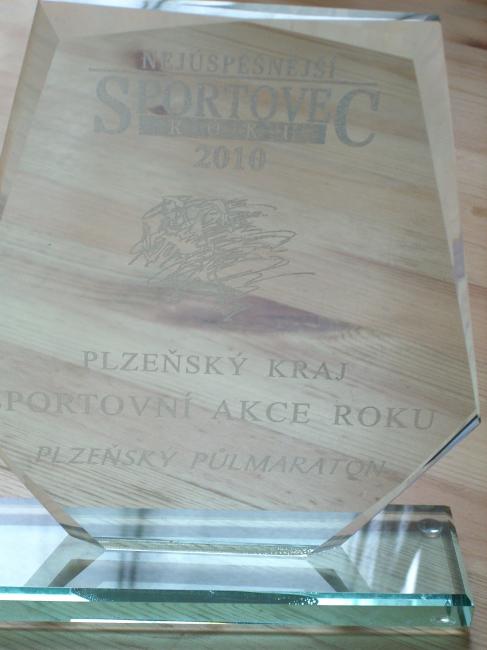 NEJÚSPĚŠNĚJŠÍ
SPORTOVEC
ROKU
2010
PLZEŇSKÝ KRAJ
SPORTOVNÍ AKCE ROKU
PLZEŇSKÝ PŮLMARATON